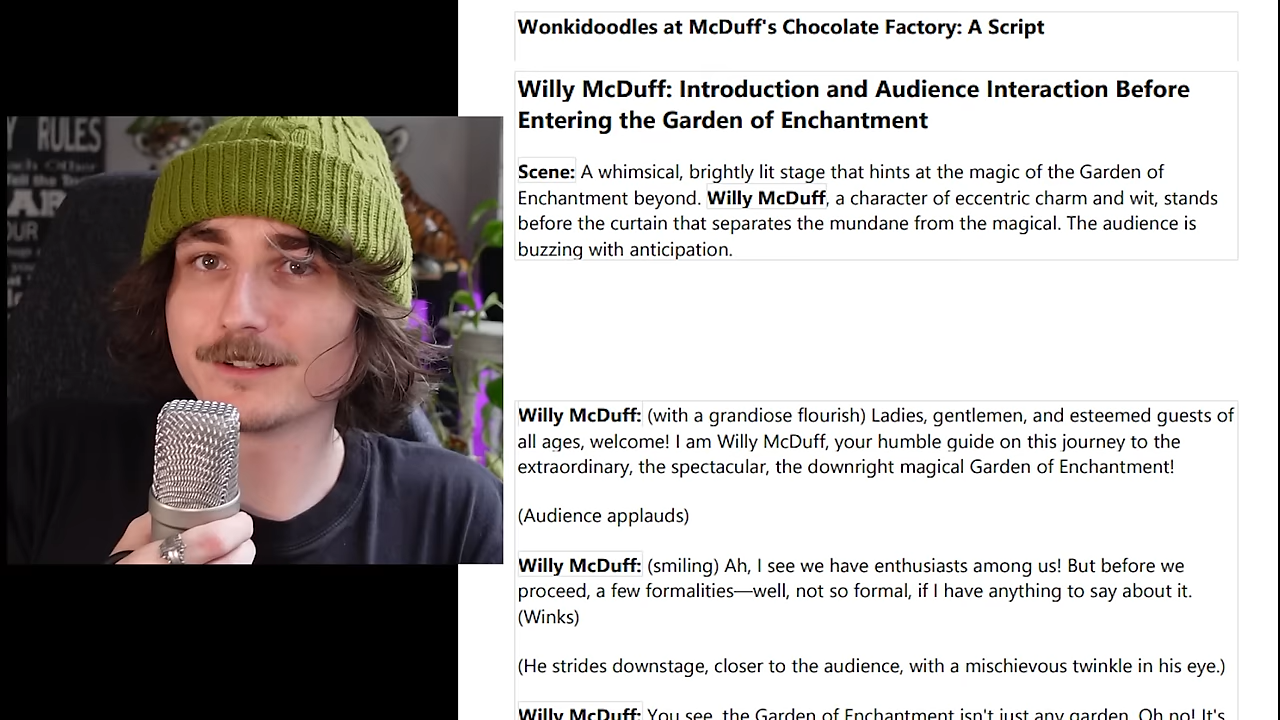 Y RULES
Wonkidoodles at McDuff's Chocolate Factory: A Script
Willy McDuff: Introduction and Audience Interaction Before
Entering the Garden of Enchantment
Scene: A whimsical, brightly lit stage that hints at the magic of the Garden of
Enchantment beyond. Willy McDuff, a character of eccentric charm and wit, stands
before the curtain that separates the mundane from the magical. The audience is
buzzing with anticipation.
Willy McDuff: (with a grandiose flourish) Ladies, gentlemen, and esteemed guests of
all ages, welcome! I am Willy McDuff, your humble guide on this journey to the
extraordinary, the spectacular, the downright magical Garden of Enchantment!
(Audience applauds)
Willy McDuff: (smiling) Ah, I see we have enthusiasts among us! But before we
proceed, a few formalities—well, not so formal, if I have anything to say about it.
(Winks)
(He strides downstage, closer to the audience, with a mischievous twinkle in his eye.)
Willy McDuff: You see, the Garden of Enchantment isn't just any garden. Oh no! It's